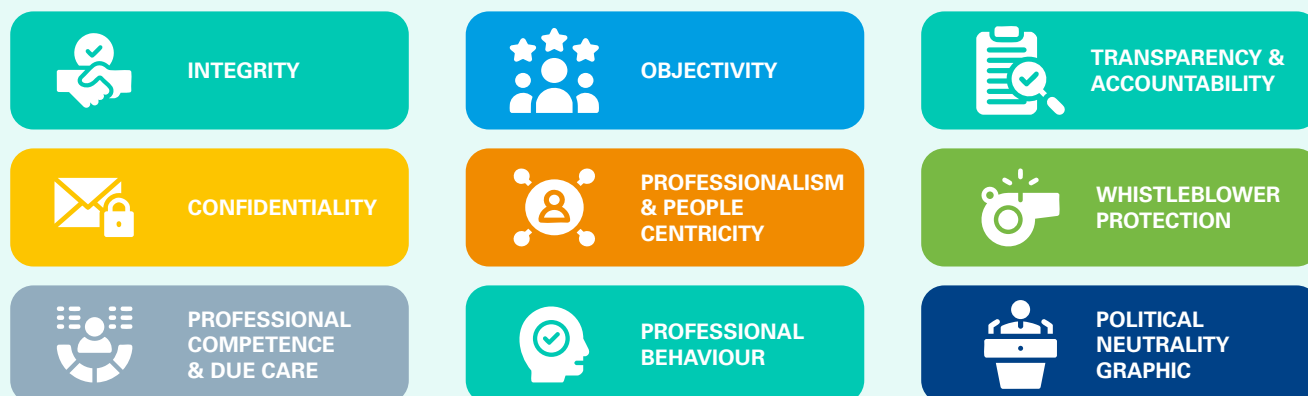 INTEGRITY
OBJECTIVITY
TRANSPARENCY &
ACCOUNTABILITY
CONFIDENTIALITY
PROFESSIONALISM
& PEOPLE
CENTRICITY
WHISTLEBLOWER
PROTECTION
PROFESSIONAL
COMPETENCE
& DUE CARE
PROFESSIONAL
BEHAVIOUR
POLITICAL
NEUTRALITY
GRAPHIC